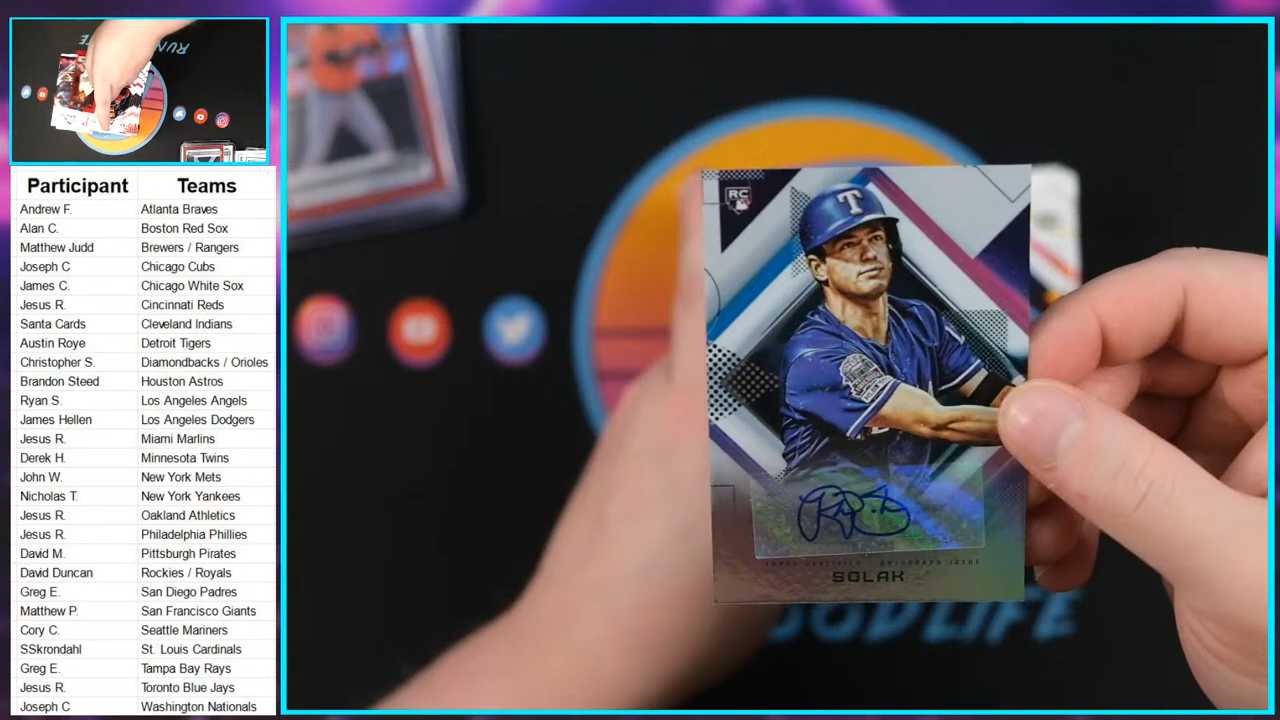 Participant Teams
Andrew F. Atlanta Braves
Alan C. Boston Red Sox
Matthew Judd Brewers / Rangers
Joseph C Chicago Cubs
James C. Chicago White Sox
Jesus R. Cincinnati Reds
Santa Cards Cleveland Indians
Austin Roye Detroit Tigers
Christopher S. Diamondbacks / Orioles
Brandon Steed Houston Astros
Ryan S. Los Angeles Angels
James Hellen Los Angeles Dodgers
Jesus R. Miami Marlins
Derek H. Minnesota Twins
John W. New York Mets
Nicholas T. New York Yankees
Jesus R. Oakland Athletics
Jesus R. Philadelphia Phillies
David M. Pittsburgh Pirates
David Duncan Rockies / Royals
Greg E. San Diego Padres
Matthew P. San Francisco Giants
Cory C. Seattle Mariners
SSkrondahl St. Louis Cardinals
Greg E. Tampa Bay Rays
Jesus R. Toronto Blue Jays
Joseph C Washington Nationals
RC
T
TOPPS CERTIFIED AUTOGRAPH ISSUE
SOLAK